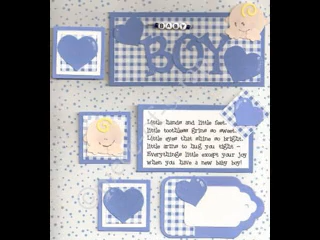 BABY
BOY
Little hands and little feet.
little toothless grins so sweet.
Little eyes that shine so bright.
little arms to hug you tight -
Everything's little except your joy
when you have a new baby boy!